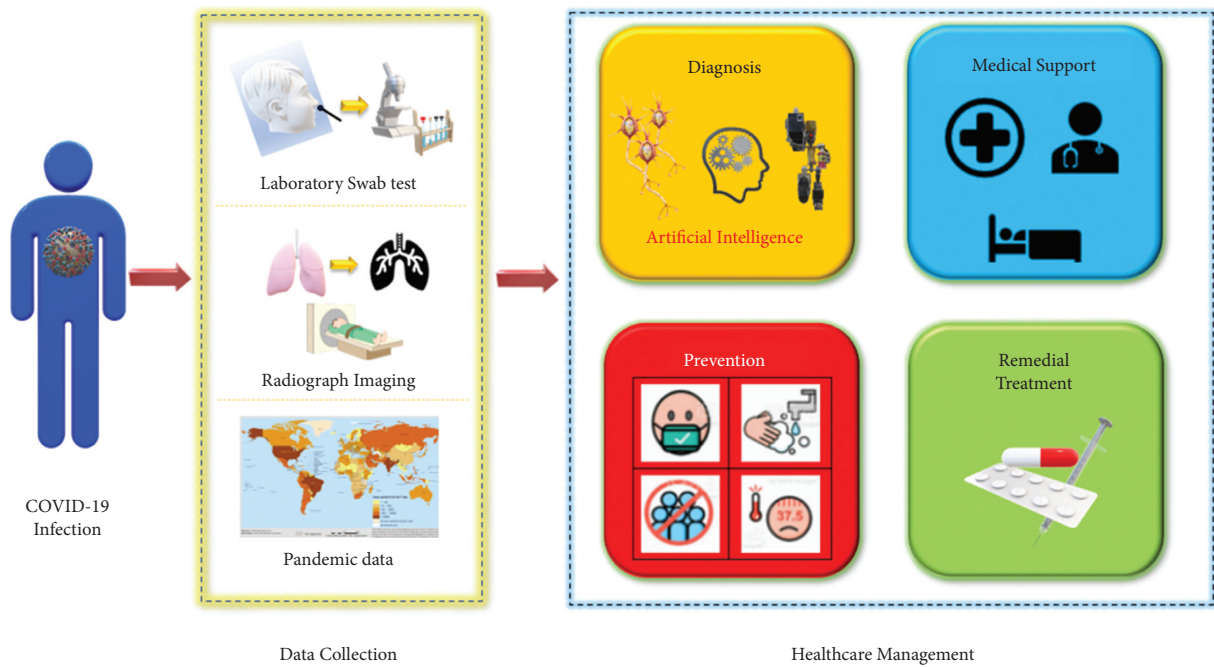 Laboratory Swab test
Radiograph Imaging
Pandemic data
COVID-19
Infection
Data Collection
Diagnosis
Artificial Intelligence
Medical Support
Prevention
37.5
Remedial
Treatment
Healthcare Management